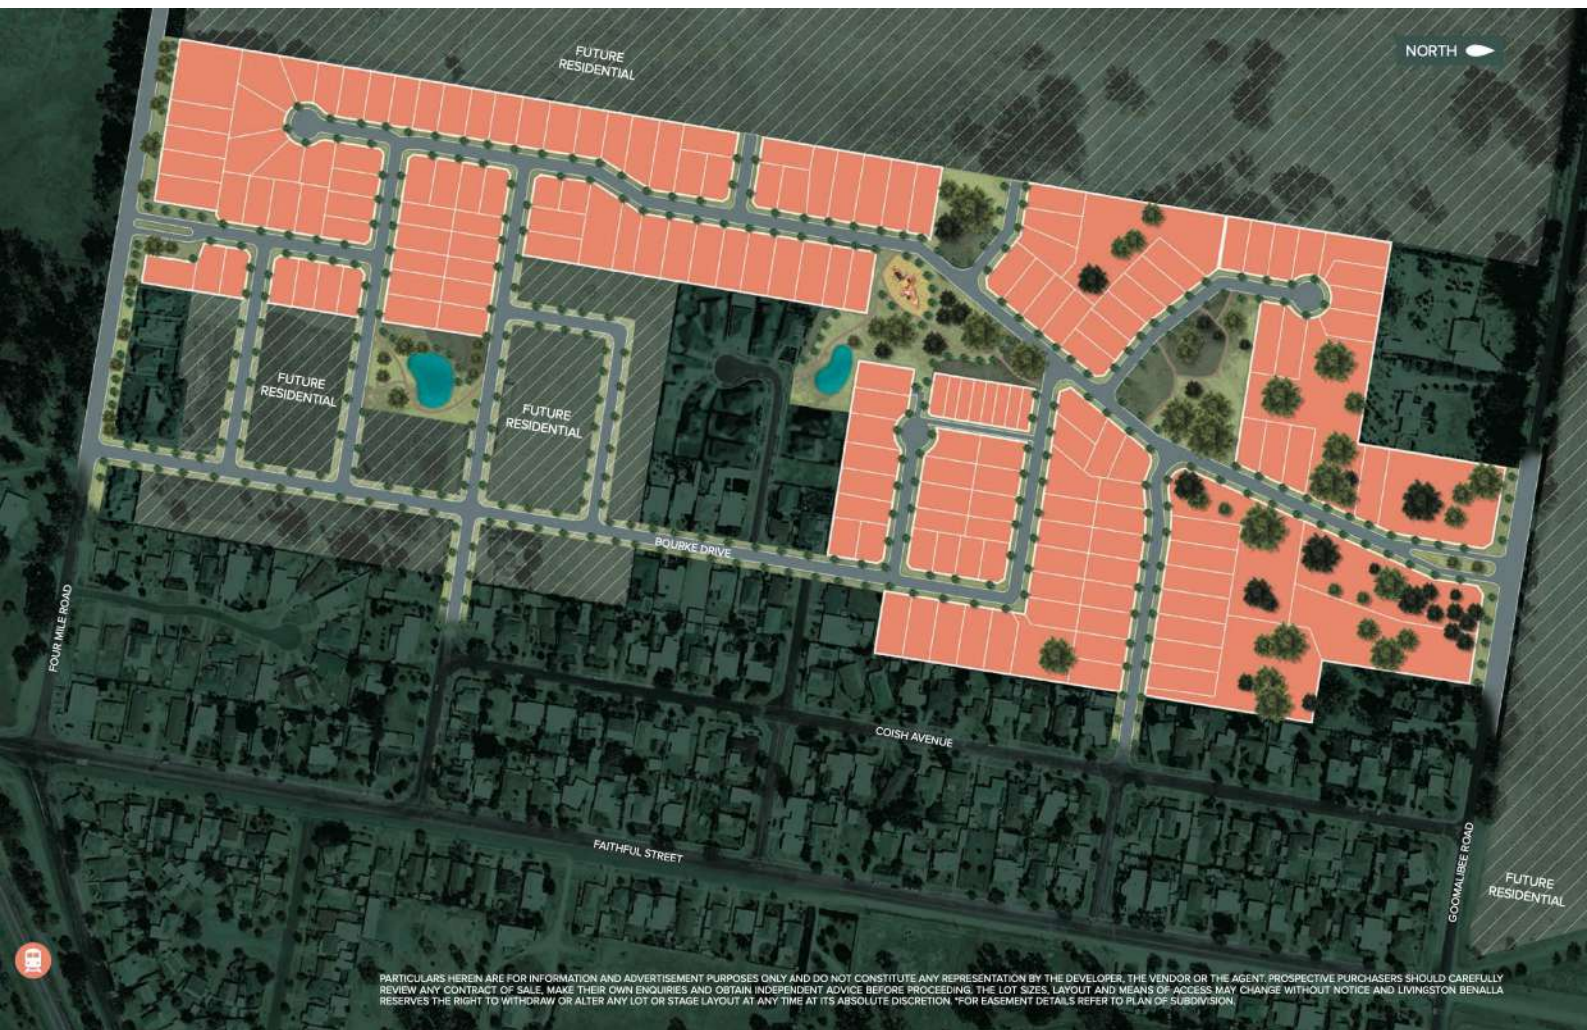 FUTURE
RESIDENTIAL
NORTH
FUTURE
RESIDENTIAL
FUTURE
RESIDENTIAL
BOURKE DRIVE
FOUR MILE ROAD
COISH AVENUE
FAITHFUL STREET
GOOMALIBEE ROAD
FUTURE
RESIDENTIAL
PARTICULARS HEREIN ARE FOR INFORMATION AND ADVERTISEMENT PURPOSES ONLY AND DO NOT CONSTITUTE ANY REPRESENTATION BY THE DEVELOPER, THE VENDOR OR THE AGENT. PROSPECTIVE PURCHASERS SHOULD CAREFULLY
REVIEW ANY CONTRACT OF SALE, MAKE THEIR OWN ENQUIRIES AND OBTAIN INDEPENDENT ADVICE BEFORE PROCEEDING. THE LOT SIZES, LAYOUT AND MEANS OF ACCESS MAY CHANGE WITHOUT NOTICE AND LIVINGSTON BENALLA
RESERVES THE RIGHT TO WITHDRAW OR ALTER ANY LOT OR STAGE LAYOUT AT ANY TIME AT ITS ABSOLUTE DISCRETION. *FOR EASEMENT DETAILS REFER TO PLAN OF SUBDIVISION.